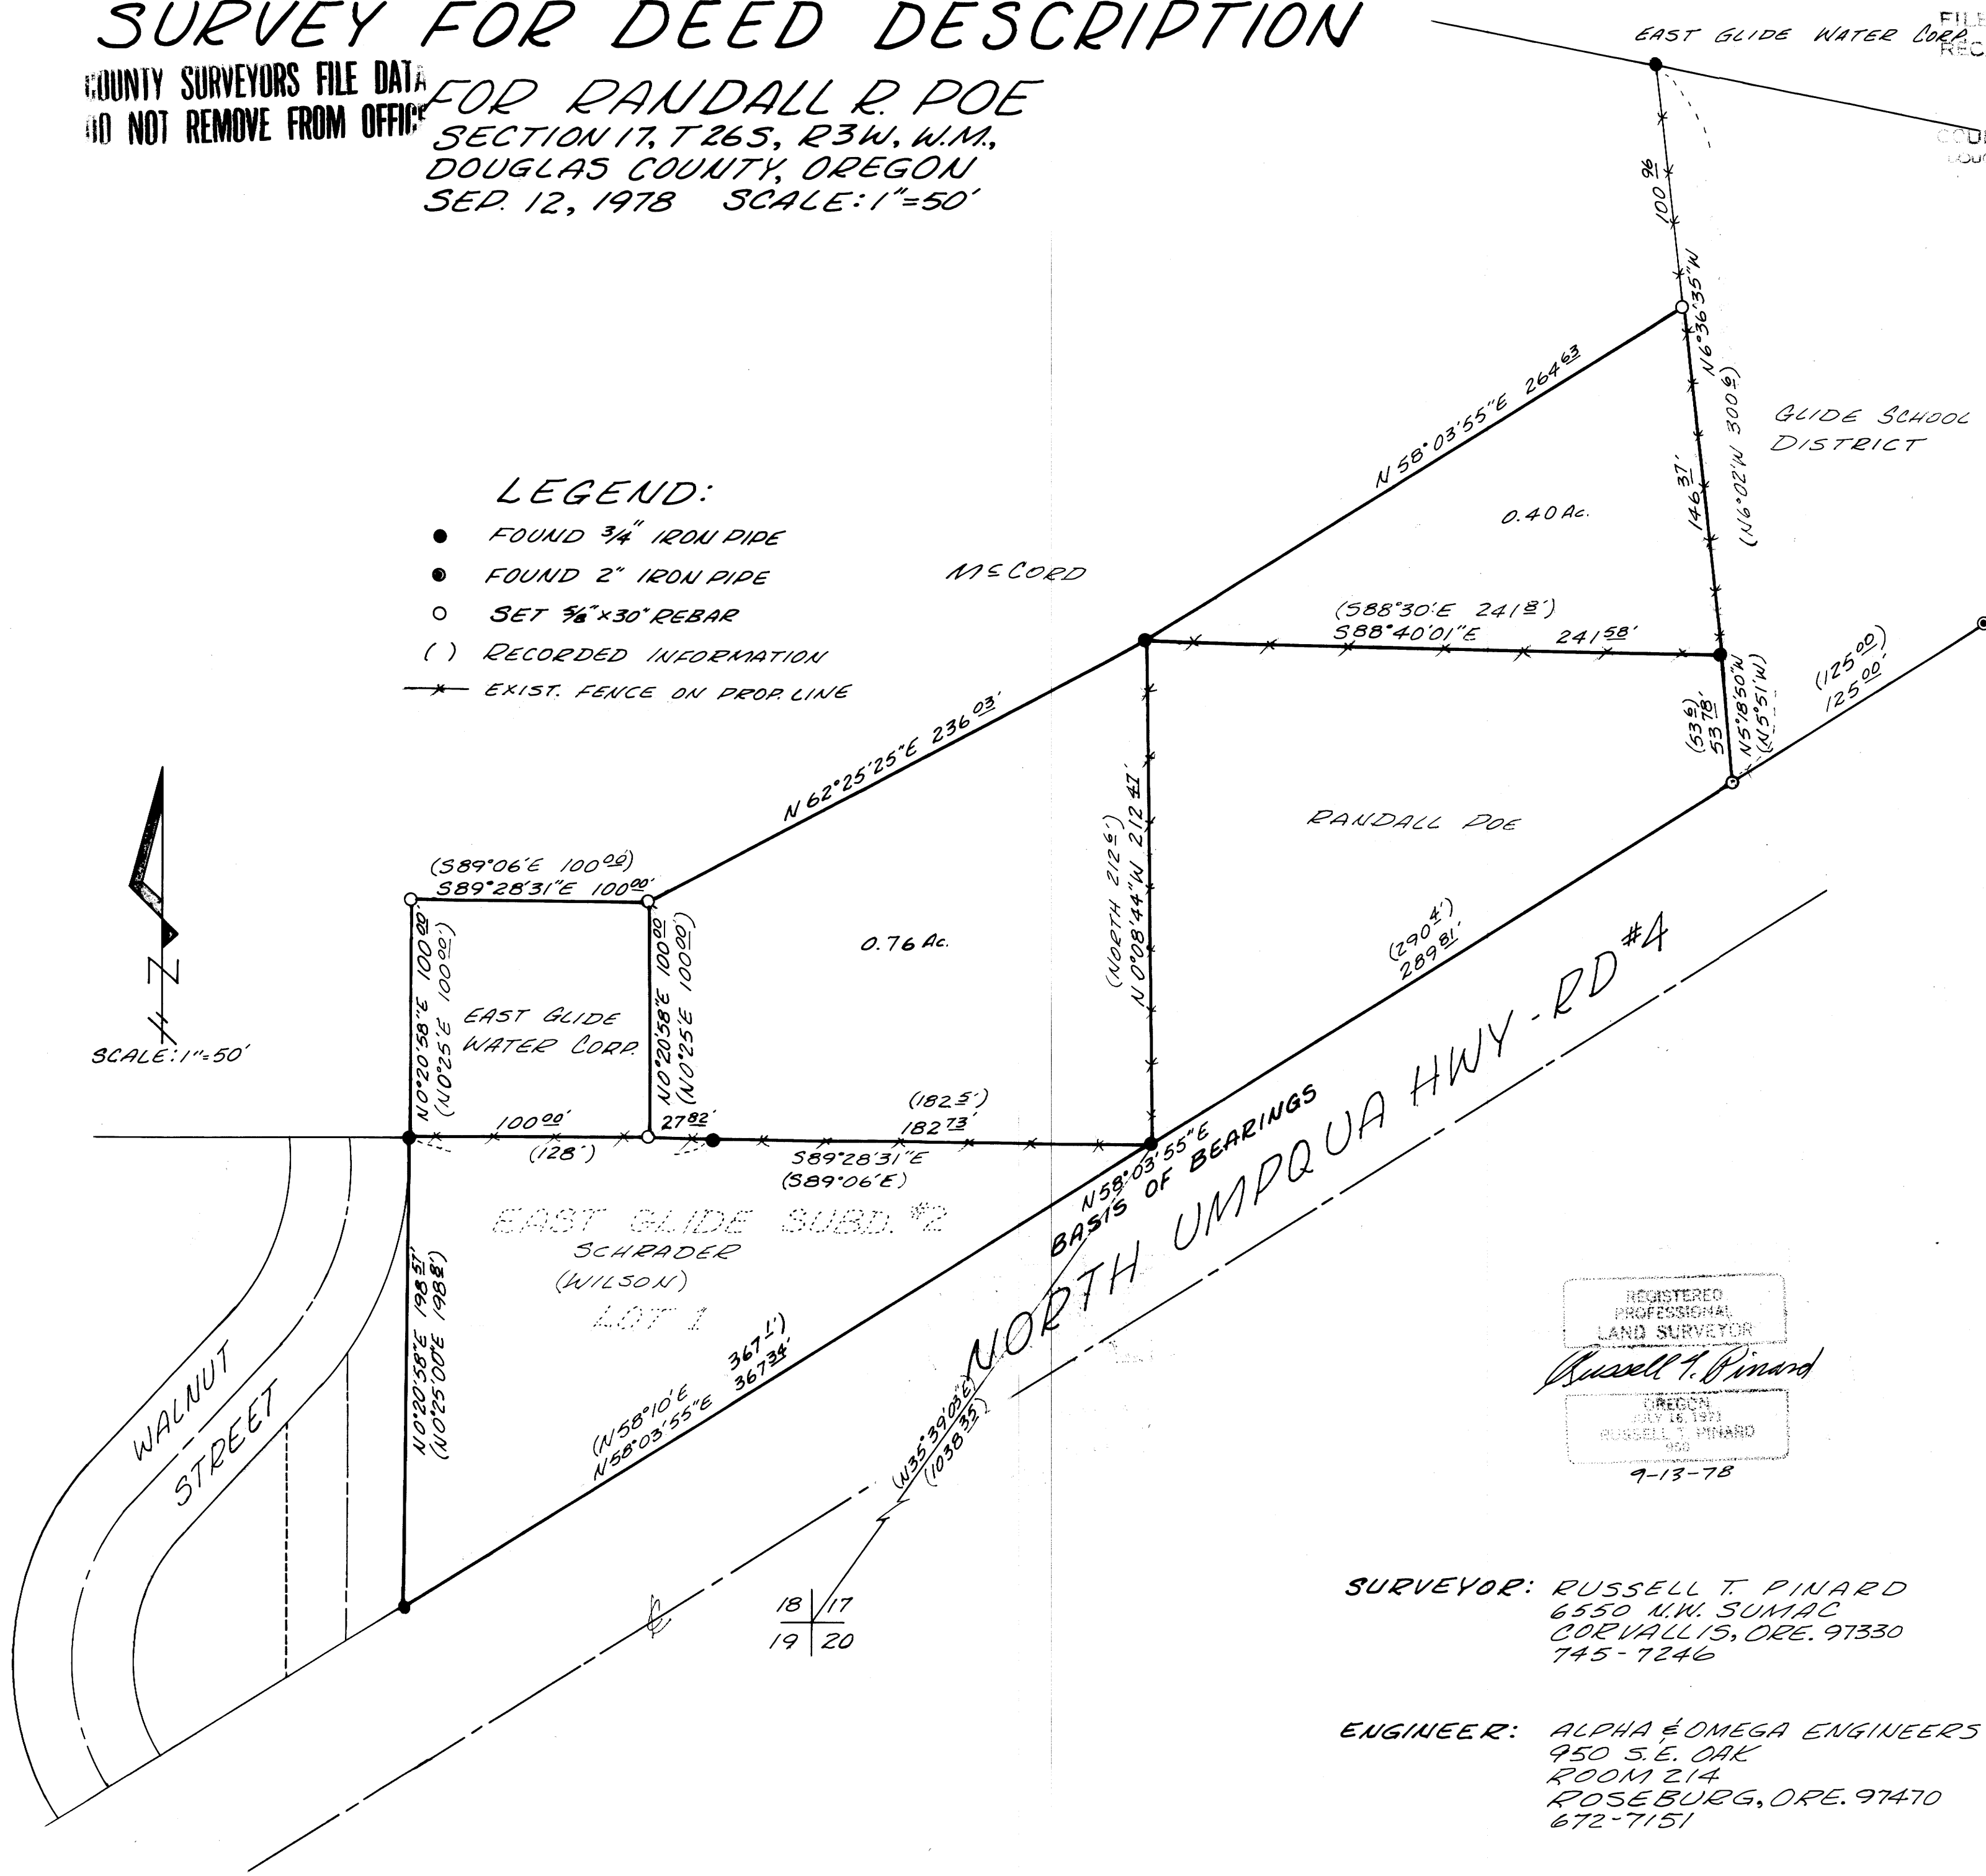 SURVEY FOR DEED DESCRIPTION
COUNTY SURVEYORS FILE DATA
DO NOT REMOVE FROM OFFICE
FOR RANDALL R. POE
SECTION 17, T26S, R3W, W.M.,
DOUGLAS COUNTY, OREGON
SEP. 12, 1978 SCALE: 1"=50'
EAST GLIDE WATER CORP.
100 96
N6°36'35"W
(N6°02'W 300 6)
146 37'
GLIDE SCHOOL
DISTRICT
N 58°03'55"E 264 63
0.40 Ac.
LEGEND:
FOUND 3/4" IRON PIPE
FOUND 2" IRON PIPE
SET 5/8"x30" REBAR
( ) RECORDED INFORMATION
EXIST. FENCE ON PROP. LINE
McCORD
(S88°30'E 241 8')
S88°40'01"E 241 58'
(53 6)
53 78'
N5°18'50"W
(N5°51'W)
(125 00)
125 00'
N 62°25'25"E 236 03'
(NORTH 212 6')
N 0°08'44"W 212 47'
RANDALL POE
(290 4')
289 81'
(S89°06'E 100 00)
S89°28'31"E 100 00'
N0°20'58"E 100 00'
(N0°25'E 100 00')
EAST GLIDE
WATER CORP.
N0°20'58"E 100 00'
(N0°25'E 100 00')
0.76 Ac.
SCALE: 1"=50'
100 00'
(128')
27 82'
(182 5')
182 73'
S89°28'31"E
(S89°06'E)
N58°03'55"E
BASIS OF BEARINGS
NORTH UMPQUA HWY-RD #4
EAST GLIDE SUBD. #2
SCHRADER
(WILSON)
LOT 1
N0°20'58"E 198 57'
(N0°25'00"E 198 8')
WALNUT
STREET
(N58°10'E 367 1')
N58°03'55"E 367 34'
(N35°39'03"E)
(1038 35)
18 17
19 20
REGISTERED
PROFESSIONAL
LAND SURVEYOR
Russell T. Pinard
OREGON
JULY 16, 1971
RUSSELL T. PINARD
950
9-13-78
SURVEYOR: RUSSELL T. PINARD
6550 N.W. SUMAC
CORVALLIS, ORE. 97330
745-7246
ENGINEER: ALPHA & OMEGA ENGINEERS
950 S.E. OAK
ROOM 214
ROSEBURG, ORE. 97470
672-7151